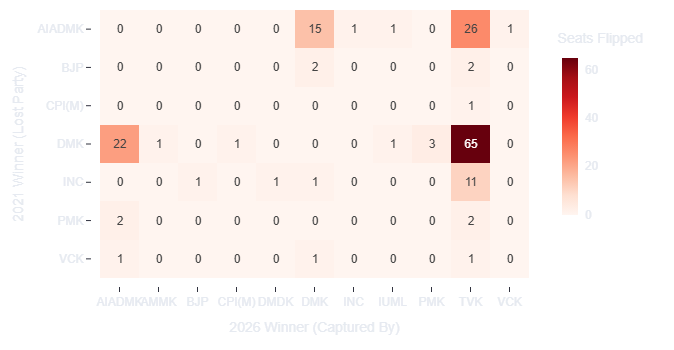 Seats Flipped
60
40
20
0
2021 Winner (Lost Party)
AIADMK 0 0 0 0 0 15 1 1 0 26 1
BJP 0 0 0 0 0 2 0 0 0 2 0
CPI(M) 0 0 0 0 0 0 0 0 0 1 0
DMK 22 1 0 1 0 0 0 1 3 65 0
INC 0 0 1 0 1 1 0 0 0 11 0
PMK 2 0 0 0 0 0 0 0 0 2 0
VCK 1 0 0 0 0 1 0 0 0 1 0
AIADMK AMMK BJP CPI(M) DMDK DMK INC IUML PMK TVK VCK
2026 Winner (Captured By)